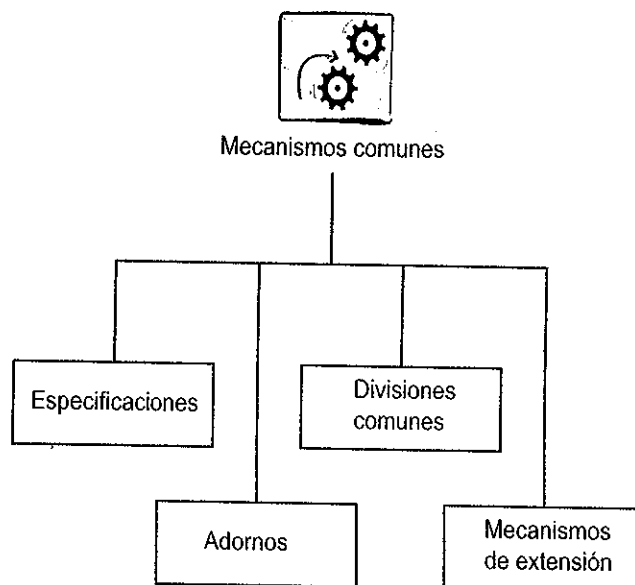 Mecanismos comunes
Especificaciones
Divisiones
comunes
Adornos
Mecanismos
de extensión